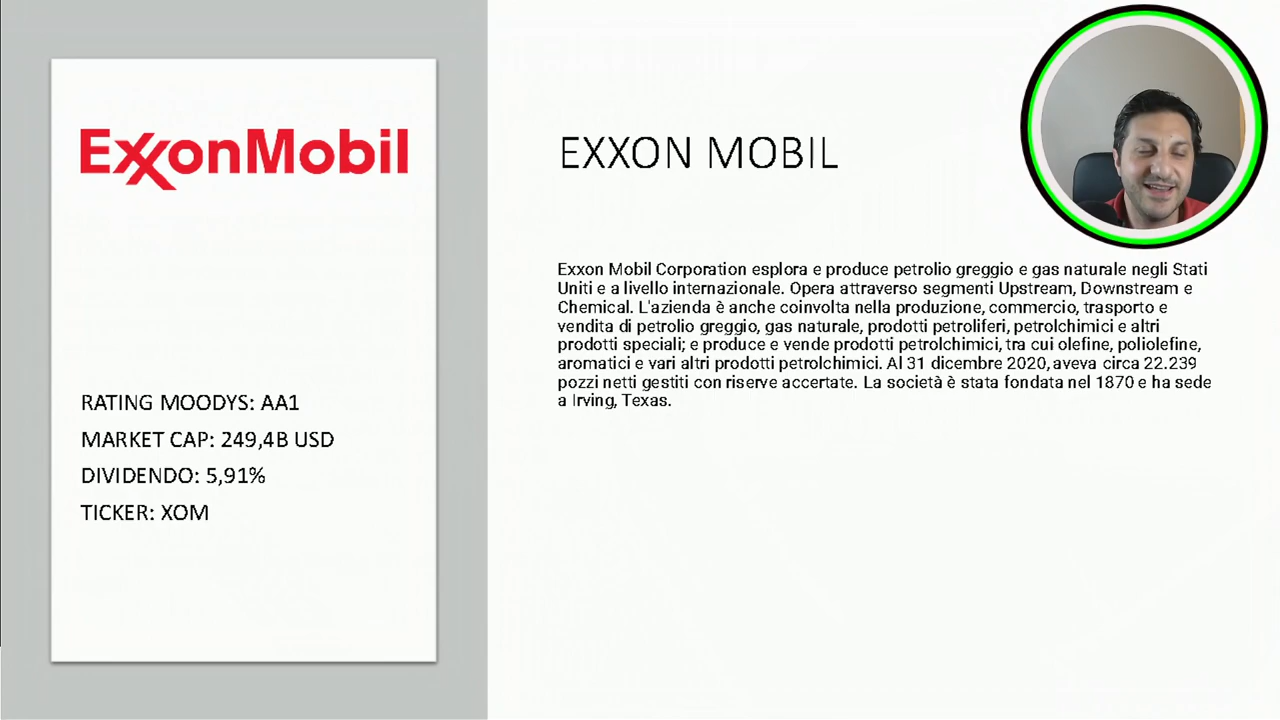 ExxonMobil
RATING MOODYS: AA1
MARKET CAP: 249,4B USD
DIVIDENDO: 5,91%
TICKER: XOM
EXXON MOBIL
Exxon Mobil Corporation esplora e produce petrolio greggio e gas naturale negli Stati
Uniti e a livello internazionale. Opera attraverso segmenti Upstream, Downstream e
Chemical. L'azienda è anche coinvolta nella produzione, commercio, trasporto e
vendita di petrolio greggio, gas naturale, prodotti petroliferi, petrolchimici e altri
prodotti speciali; e produce e vende prodotti petrolchimici, tra cui olefine, poliolefine,
aromatici e vari altri prodotti petrolchimici. Al 31 dicembre 2020, aveva circa 22.239
pozzi netti gestiti con riserve accertate. La società è stata fondata nel 1870 e ha sede
a Irving, Texas.